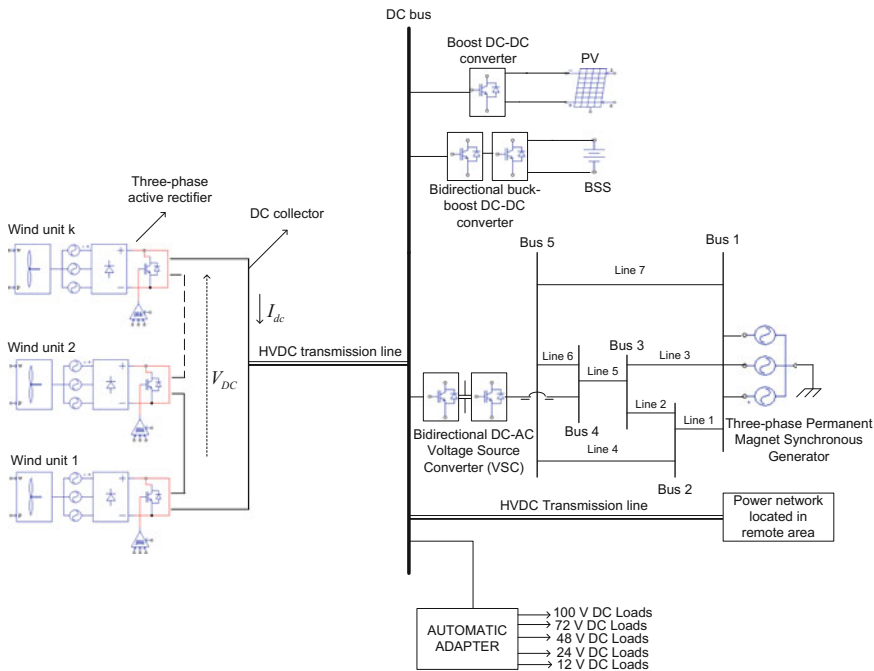 DC bus
Boost DC-DC
converter
PV
Bidirectional buck-
boost DC-DC
converter
BSS
Three-phase
active rectifier
DC collector
Wind unit k
Wind unit 2
Wind unit 1
I_dc
V_DC
HVDC transmission line
Bus 5
Bus 1
Line 7
Bus 3
Line 6
Line 5
Line 3
Line 2
Line 1
Bus 4
Line 4
Bus 2
Bidirectional DC-AC
Voltage Source
Converter (VSC)
Three-phase Permanent
Magnet Synchronous
Generator
HVDC Transmission line
Power network
located in
remote area
AUTOMATIC
ADAPTER
100 V DC Loads
72 V DC Loads
48 V DC Loads
24 V DC Loads
12 V DC Loads